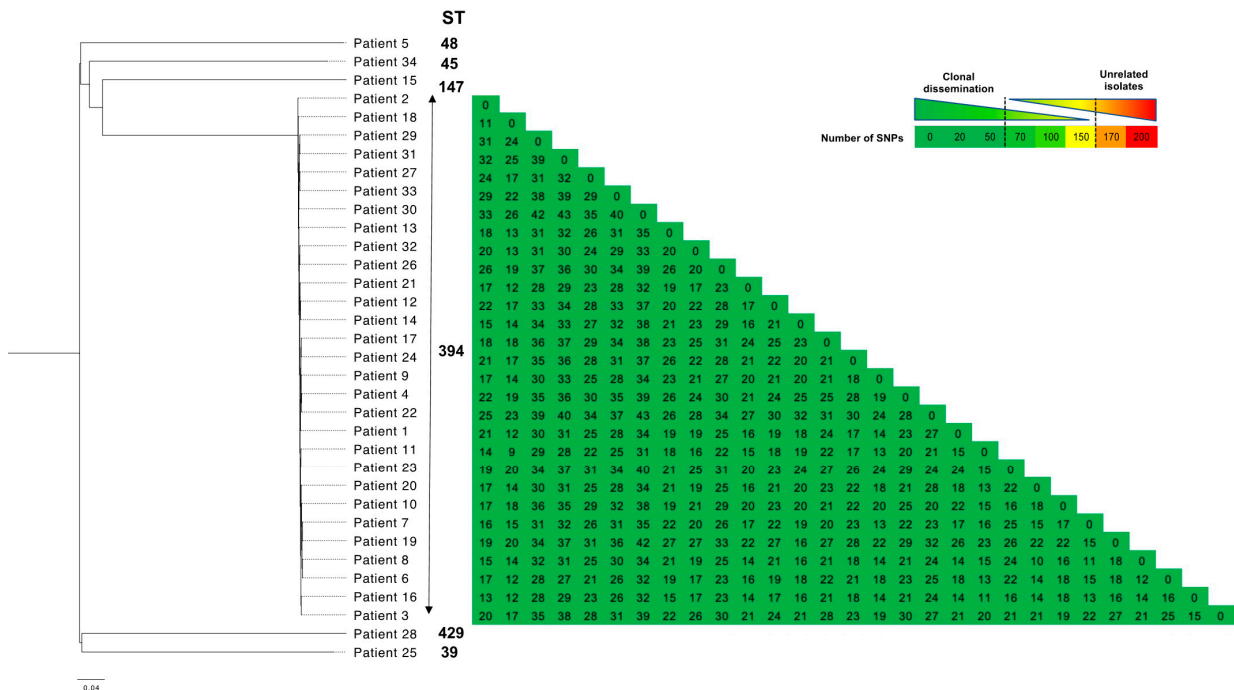 ST
Patient 5 48
Patient 34 45
Patient 15
147
Clonal dissemination
Unrelated isolates
Number of SNPs 0 20 50 70 100 150 170 200
Patient 2 0
Patient 18 11 0
Patient 29 31 24 0
Patient 31 32 25 39 0
Patient 27 24 17 31 32 0
Patient 33 29 22 38 39 29 0
Patient 30 33 26 42 43 35 40 0
Patient 13 18 13 31 32 26 31 35 0
Patient 32 20 13 31 30 24 29 33 20 0
Patient 26 26 19 37 36 30 34 39 26 20 0
Patient 21 17 12 28 29 23 28 32 19 17 23 0
Patient 12 22 17 33 34 28 33 37 20 22 28 17 0
Patient 14 15 14 34 33 27 32 38 21 23 29 16 21 0
Patient 17 18 18 36 37 29 34 38 23 25 31 24 25 23 0
394
Patient 24 21 17 35 36 28 31 37 26 22 28 21 22 20 21 0
Patient 9 17 14 30 33 25 28 34 23 21 27 20 21 20 21 18 0
Patient 4 22 19 35 36 30 35 39 26 24 30 21 24 25 25 28 19 0
Patient 22 25 23 39 40 34 37 43 26 28 34 27 30 32 31 30 24 28 0
Patient 1 21 12 30 31 25 28 34 19 19 25 16 19 18 24 17 14 23 27 0
Patient 11 14 9 29 28 22 25 31 18 16 22 15 18 19 22 17 13 20 21 15 0
Patient 23 19 20 34 37 31 34 40 21 25 31 20 23 24 27 26 24 29 24 24 15 0
Patient 20 17 14 30 31 25 28 34 21 19 25 16 21 20 23 22 18 21 28 18 13 22 0
Patient 10 17 18 36 35 29 32 38 19 21 29 20 23 20 21 22 20 25 20 22 15 16 18 0
Patient 7 16 15 31 32 26 31 35 22 20 26 17 22 19 20 23 13 22 23 17 16 25 15 17 0
Patient 19 19 20 34 37 31 36 42 27 27 33 22 27 16 27 28 22 29 32 26 23 26 22 22 15 0
Patient 8 15 14 32 31 25 30 34 21 19 25 14 21 16 21 18 14 21 24 14 15 24 10 16 11 18 0
Patient 6 17 12 28 27 21 26 32 19 17 23 16 19 18 22 21 18 23 25 18 13 22 14 18 15 18 12 0
Patient 16 13 12 28 29 23 26 32 15 17 23 14 17 16 21 18 14 21 24 14 11 16 14 14 13 16 14 16 0
Patient 3 20 17 35 38 28 31 39 22 26 30 21 24 21 28 23 19 30 27 21 20 21 21 19 22 27 21 25 15 0
Patient 28 429
Patient 25 39
0.04